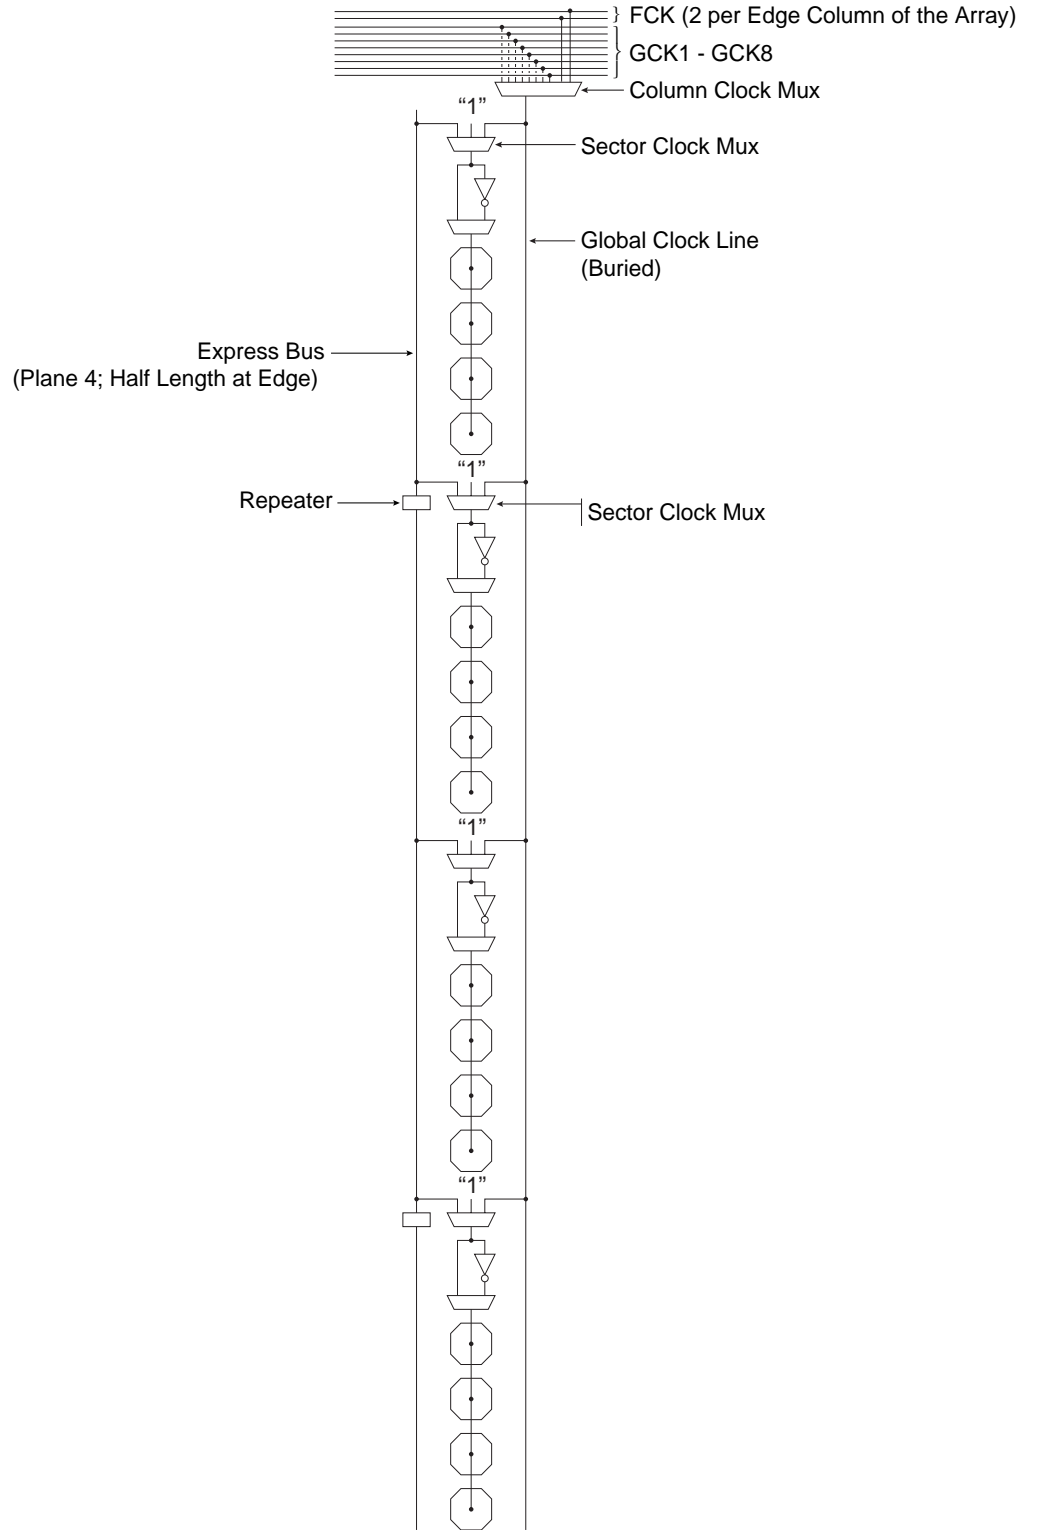 } FCK (2 per Edge Column of the Array)
GCK1 - GCK8
Column Clock Mux
“1”
Sector Clock Mux
Global Clock Line
(Buried)
Express Bus
(Plane 4; Half Length at Edge)
“1”
Repeater
Sector Clock Mux
“1”
“1”